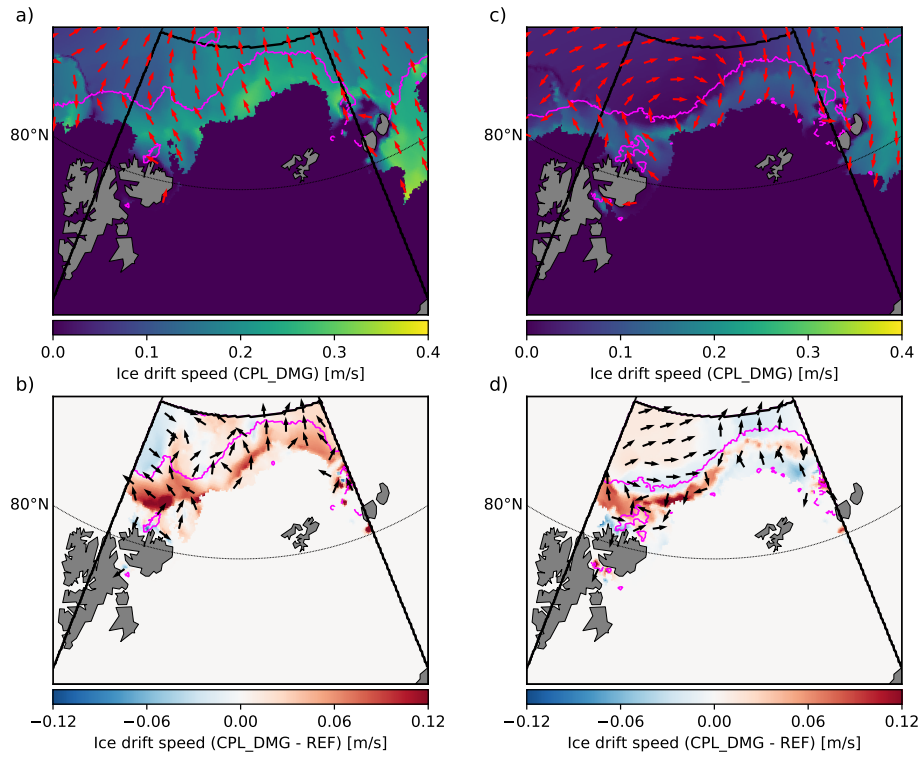 a)
80°N
0.0 0.1 0.2 0.3 0.4
Ice drift speed (CPL_DMG) [m/s]
c)
0.0 0.1 0.2 0.3 0.4
Ice drift speed (CPL_DMG) [m/s]
b)
80°N
−0.12 −0.06 0.00 0.06 0.12
Ice drift speed (CPL_DMG - REF) [m/s]
d)
−0.12 −0.06 0.00 0.06 0.12
Ice drift speed (CPL_DMG - REF) [m/s]